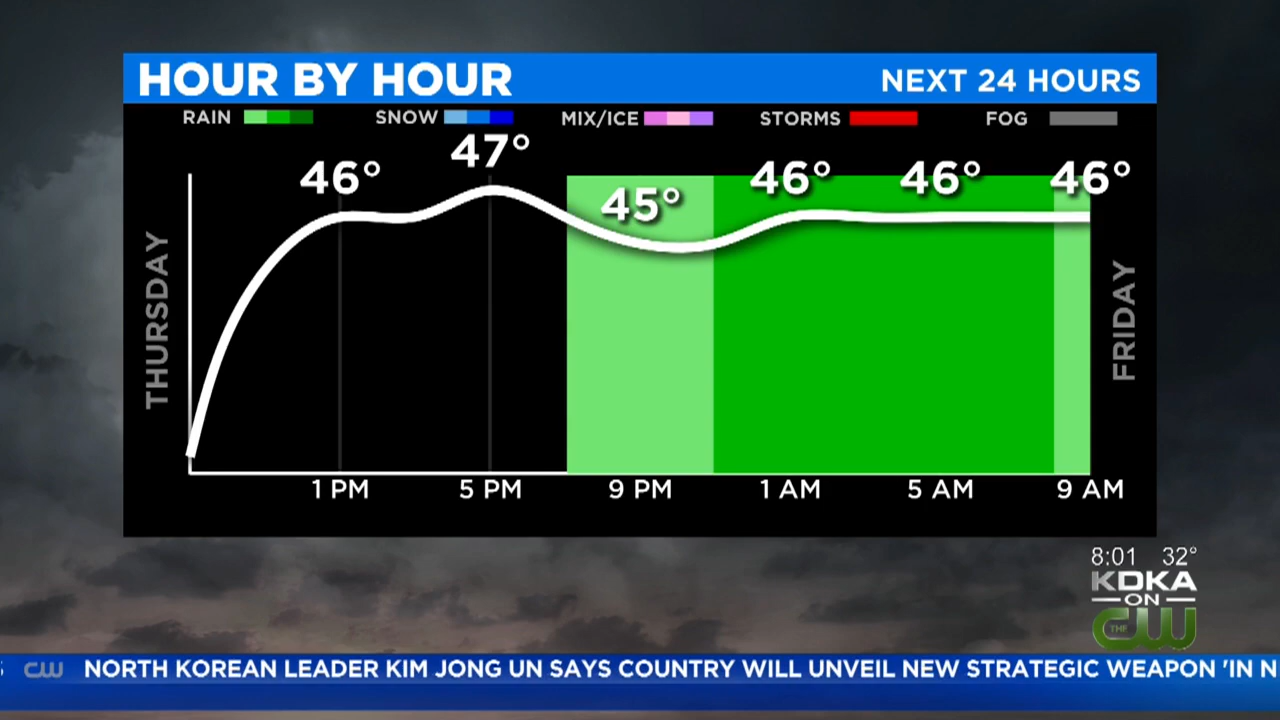 HOUR BY HOUR
NEXT 24 HOURS
RAIN SNOW MIX/ICE STORMS FOG
46° 47° 45° 46° 46° 46°
THURSDAY
FRIDAY
1 PM 5 PM 9 PM 1 AM 5 AM 9 AM
8:01 32°
KDKA
ON
THE CW
S CW NORTH KOREAN LEADER KIM JONG UN SAYS COUNTRY WILL UNVEIL NEW STRATEGIC WEAPON 'IN N